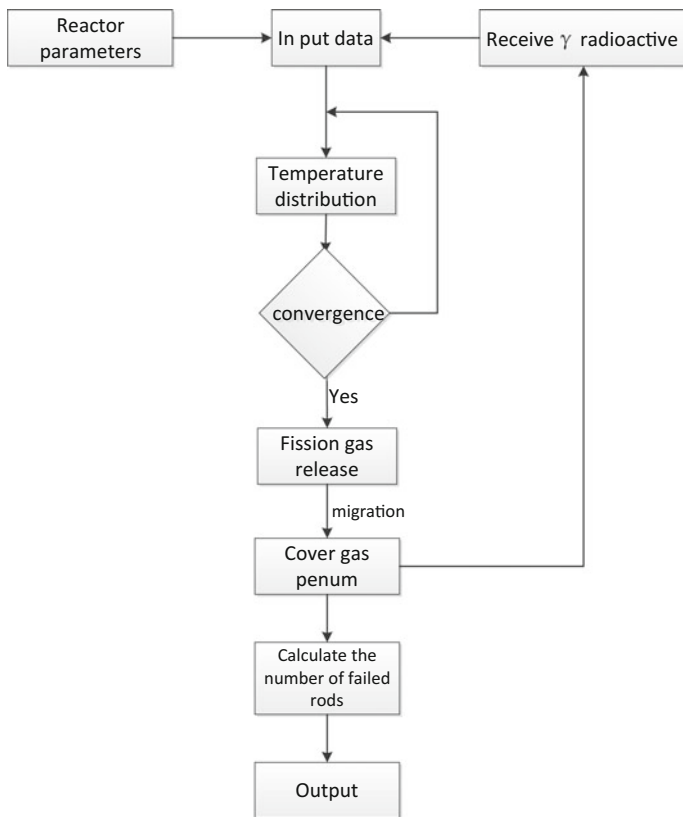 Reactor
parameters
In put data
Receive γ radioactive
Temperature
distribution
convergence
Yes
Fission gas
release
migration
Cover gas
penum
Calculate the
number of failed
rods
Output